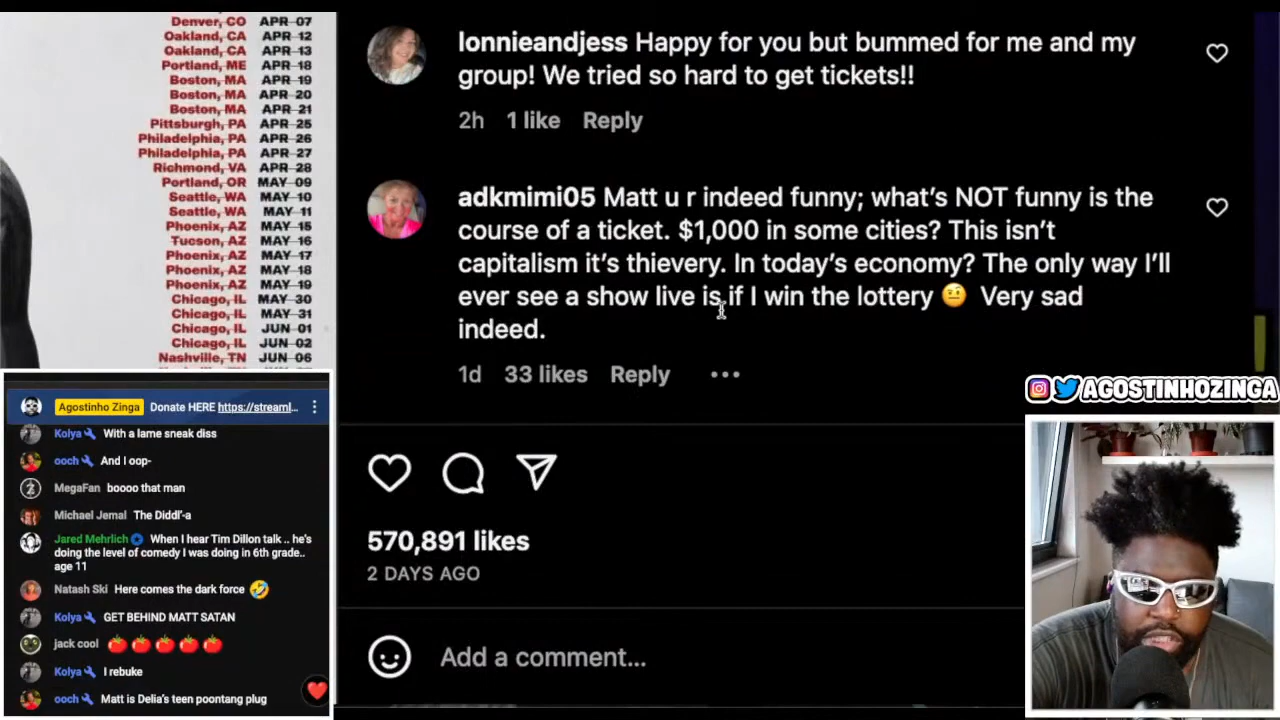 Denver, CO APR 07
Oakland, CA APR 12
Oakland, CA APR 13
Portland, ME APR 18
Boston, MA APR 19
Boston, MA APR 20
Boston, MA APR 21
Pittsburgh, PA APR 25
Philadelphia, PA APR 26
Philadelphia, PA APR 27
Richmond, VA APR 28
Portland, OR MAY 09
Seattle, WA MAY 10
Seattle, WA MAY 11
Phoenix, AZ MAY 15
Tucson, AZ MAY 16
Phoenix, AZ MAY 17
Phoenix, AZ MAY 18
Phoenix, AZ MAY 19
Chicago, IL MAY 30
Chicago, IL MAY 31
Chicago, IL JUN 01
Chicago, IL JUN 02
Nashville, TN JUN 06
lonnieandjess Happy for you but bummed for me and my
group! We tried so hard to get tickets!!
2h 1 like Reply
adkmimi05 Matt u r indeed funny; what's NOT funny is the
course of a ticket. $1,000 in some cities? This isn't
capitalism it's thievery. In today's economy? The only way I'll
ever see a show live is if I win the lottery 🤨 Very sad
indeed.
1d 33 likes Reply •••
570,891 likes
2 DAYS AGO
Add a comment...
Agostinho Zinga Donate HERE https://streaml...
Kolya With a lame sneak diss
ooch And I oop-
MegaFan boooo that man
Michael Jemal The Diddl'-a
Jared Mehrlich When I hear Tim Dillon talk .. he's
doing the level of comedy I was doing in 6th grade..
age 11
Natash Ski Here comes the dark force 🤣
Kolya GET BEHIND MATT SATAN
jack cool 🍅🍅🍅🍅🍅
Kolya I rebuke
ooch Matt is Delia's teen poontang plug
AGOSTINHOZINGA